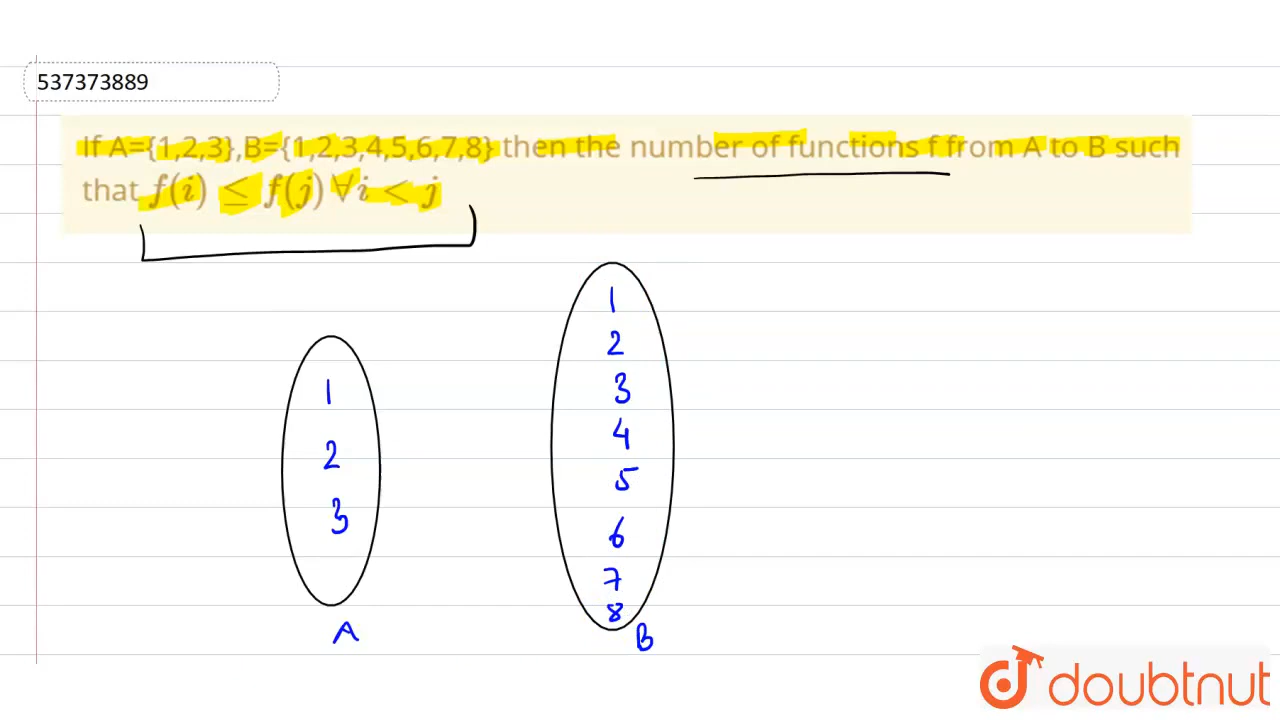 537373889
If A={1,2,3},B={1,2,3,4,5,6,7,8} then the number of functions f from A to B such
that f(i) ≤ f(j) ∀i < j
1
2
3
A
1
2
3
4
5
6
7
8
B
doubtnut